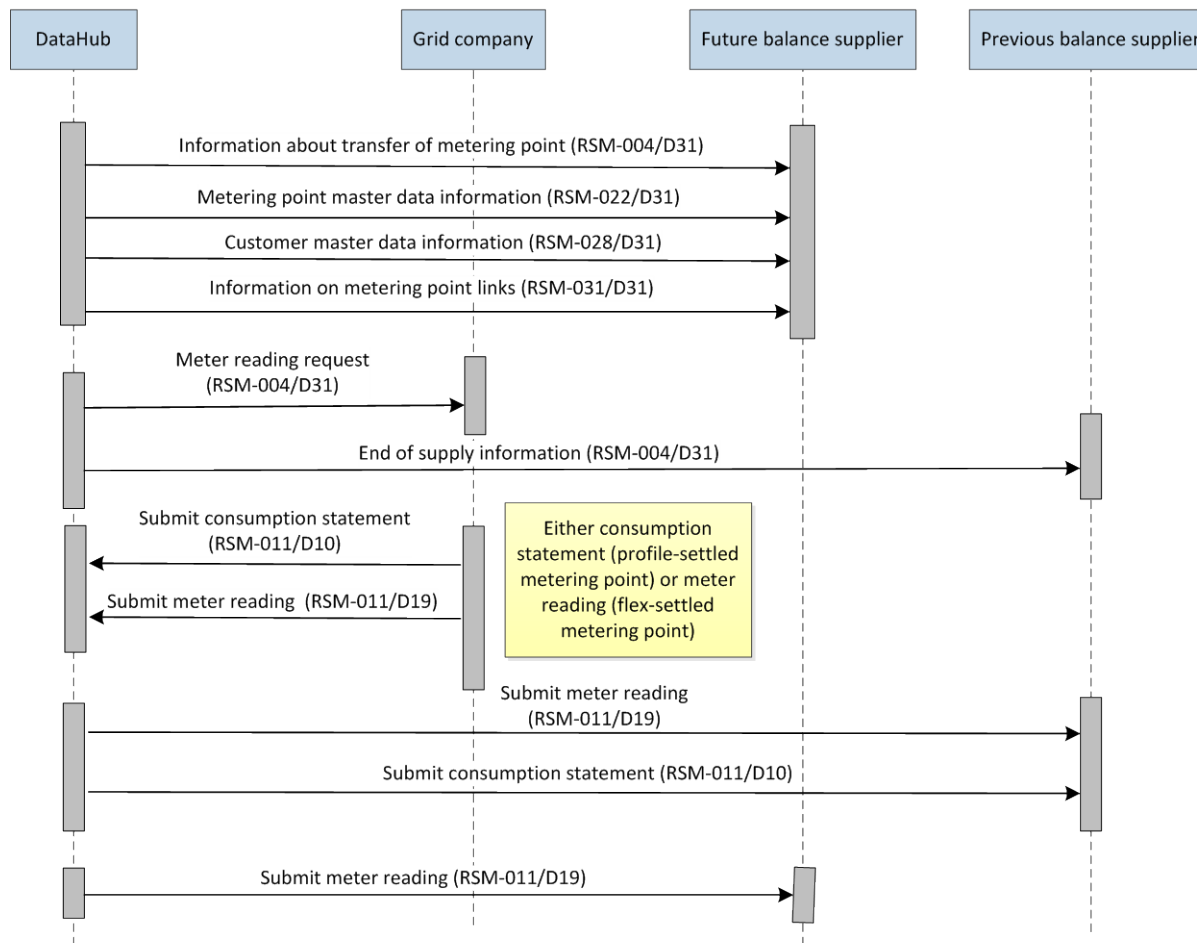 DataHub
Grid company
Future balance supplier
Previous balance supplier
Information about transfer of metering point (RSM-004/D31)
Metering point master data information (RSM-022/D31)
Customer master data information (RSM-028/D31)
Information on metering point links (RSM-031/D31)
Meter reading request
(RSM-004/D31)
End of supply information (RSM-004/D31)
Submit consumption statement
(RSM-011/D10)
Submit meter reading  (RSM-011/D19)
Either consumption
statement (profile-settled
metering point) or meter
reading (flex-settled
metering point)
Submit meter reading
(RSM-011/D19)
Submit consumption statement (RSM-011/D10)
Submit meter reading (RSM-011/D19)